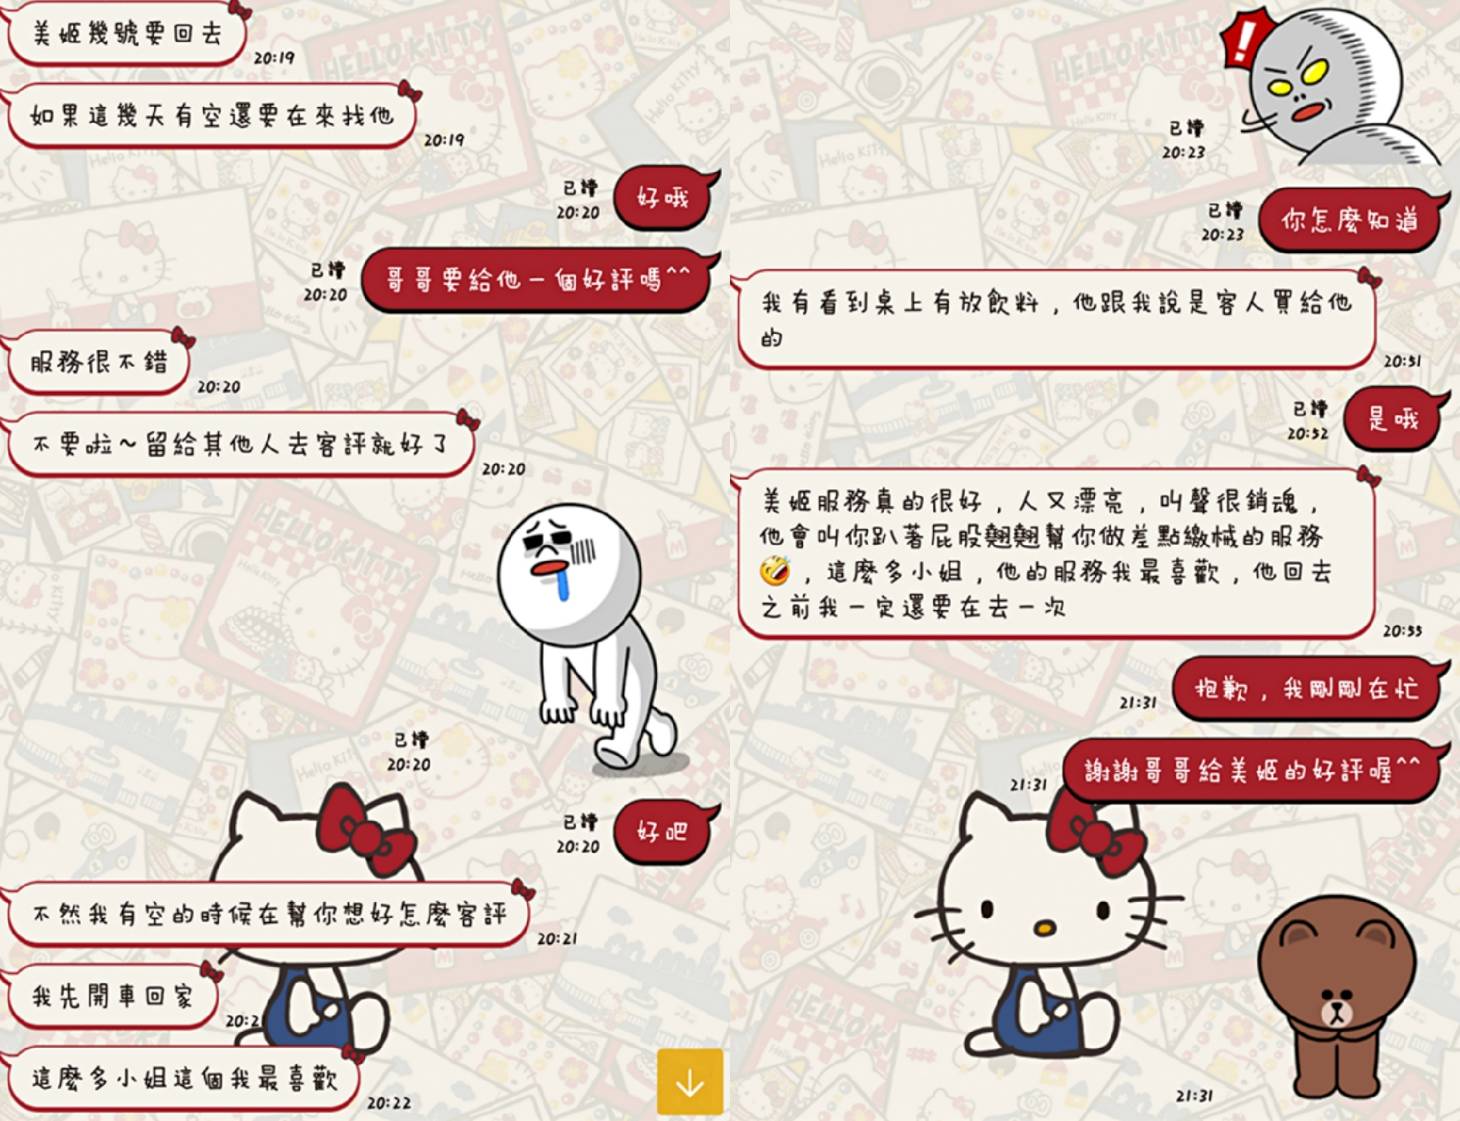 美姬幾號要回去
20:19
如果這幾天有空還要在來找他
20:19
已讀
20:20
好哦
已讀
20:20
哥哥要給他一個好評嗎^^
服務很不錯
20:20
不要啦~留給其他人去客評就好了
20:20
已讀
20:20
已讀
20:20
好吧
不然我有空的時候在幫你想好怎麼客評
20:21
我先開車回家
20:2
這麼多小姐這個我最喜歡
20:22
已讀
20:23
已讀
20:23
你怎麼知道
我有看到桌上有放飲料，他跟我說是客人買給他
的
20:51
已讀
20:52
是哦
美姬服務真的很好，人又漂亮，叫聲很銷魂，
他會叫你趴著屁股翹翹幫你做差點繳械的服務
🤣，這麼多小姐，他的服務我最喜歡，他回去
之前我一定還要在去一次
20:55
21:31
抱歉，我剛剛在忙
21:31
謝謝哥哥給美姬的好評喔^^
21:31
HELLO KITTY
HELLO KITTY
HELLO KITTY
Hello Kitty